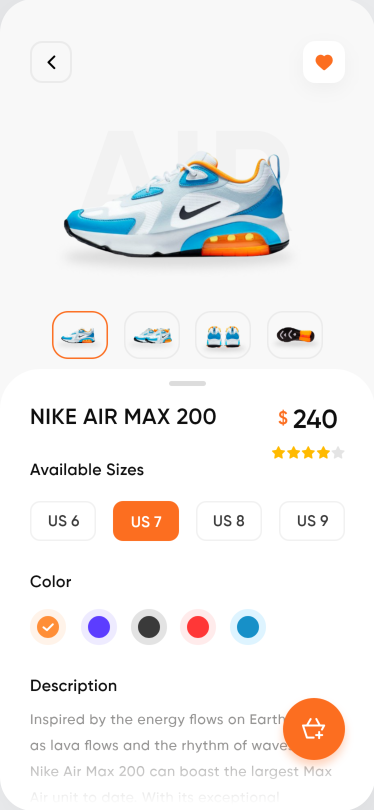 AIR
NIKE AIR MAX 200
$ 240
Available Sizes
US 6
US 7
US 8
US 9
Color
Description
Inspired by the energy flows on Earth
as lava flows and the rhythm of wave
Nike Air Max 200 can boast the largest Max
Air unit to date. With its exceptional